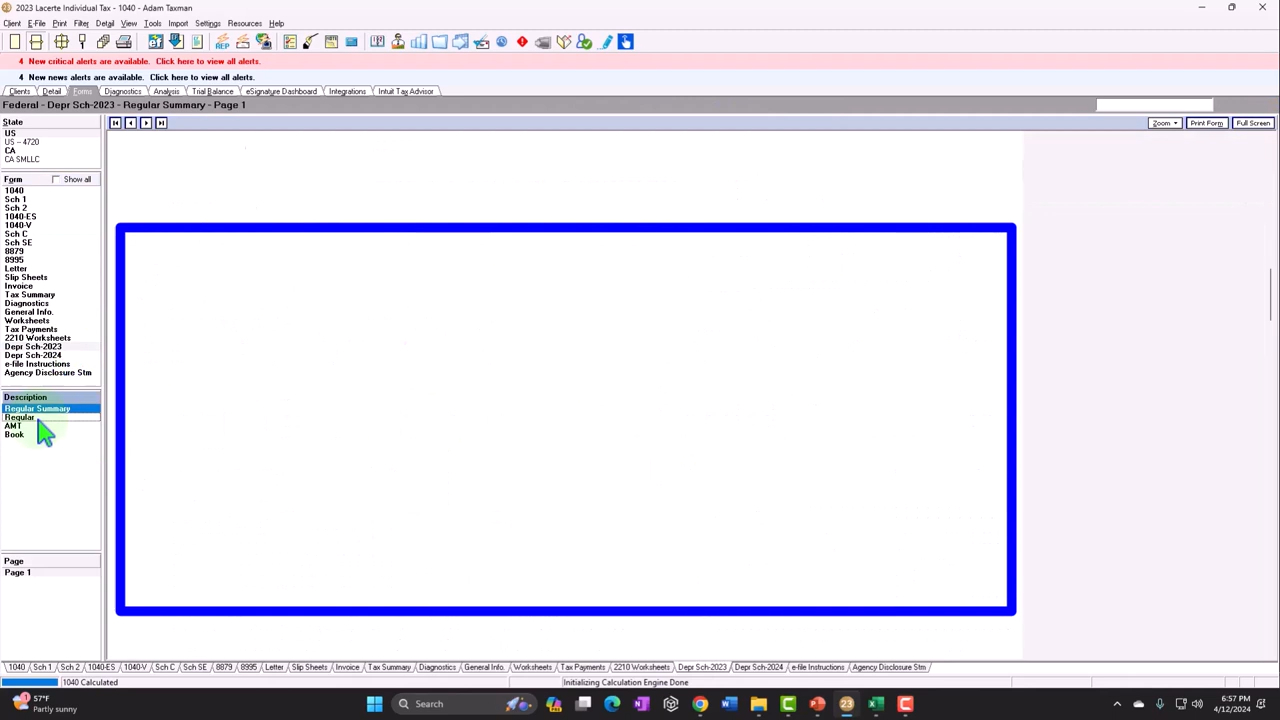 2023 Lacerte Individual Tax - 1040 - Adam Taxman
Client E-File Print Filter Detail View Tools Import Settings Resources Help
4 New critical alerts are available. Click here to view all alerts.
4 New news alerts are available. Click here to view all alerts.
Clients Detail Forms Diagnostics Analysis Trial Balance eSignature Dashboard Integrations Intuit Tax Advisor
Federal - Depr Sch-2023 - Regular Summary - Page 1
State
Zoom Print Form Full Screen
US
US - 4720
CA
CA SMLLC
Form Show all
1040
Sch 1
Sch 2
1040-ES
1040-V
Sch C
Sch SE
8879
8995
Letter
Slip Sheets
Invoice
Tax Summary
Diagnostics
General Info.
Worksheets
Tax Payments
2210 Worksheets
Depr Sch-2023
Depr Sch-2024
e-file Instructions
Agency Disclosure Stm
Description
Regular Summary
Regular
AMT
Book
Page
Page 1
1040 Sch 1 Sch 2 1040-ES 1040-V Sch C Sch SE 8879 8995 Letter Slip Sheets Invoice Tax Summary Diagnostics General Info. Worksheets Tax Payments 2210 Worksheets Depr Sch-2023 Depr Sch-2024 e-file Instructions Agency Disclosure Stm
1040 Calculated Initializing Calculation Engine Done
57°F
Partly sunny
Search
23
6:57 PM
4/12/2024